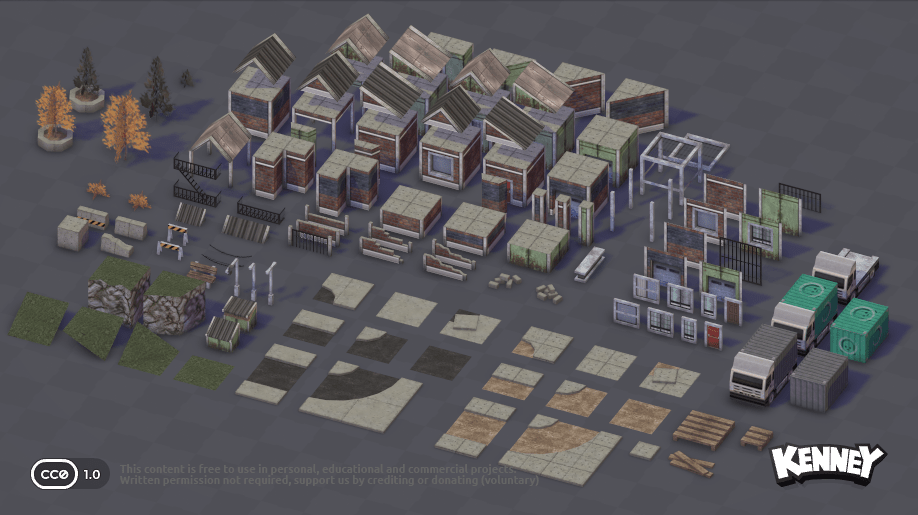 CC0 1.0
This content is free to use in personal, educational and commercial projects.
Written permission not required, support us by crediting or donating (voluntary)
KENNEY